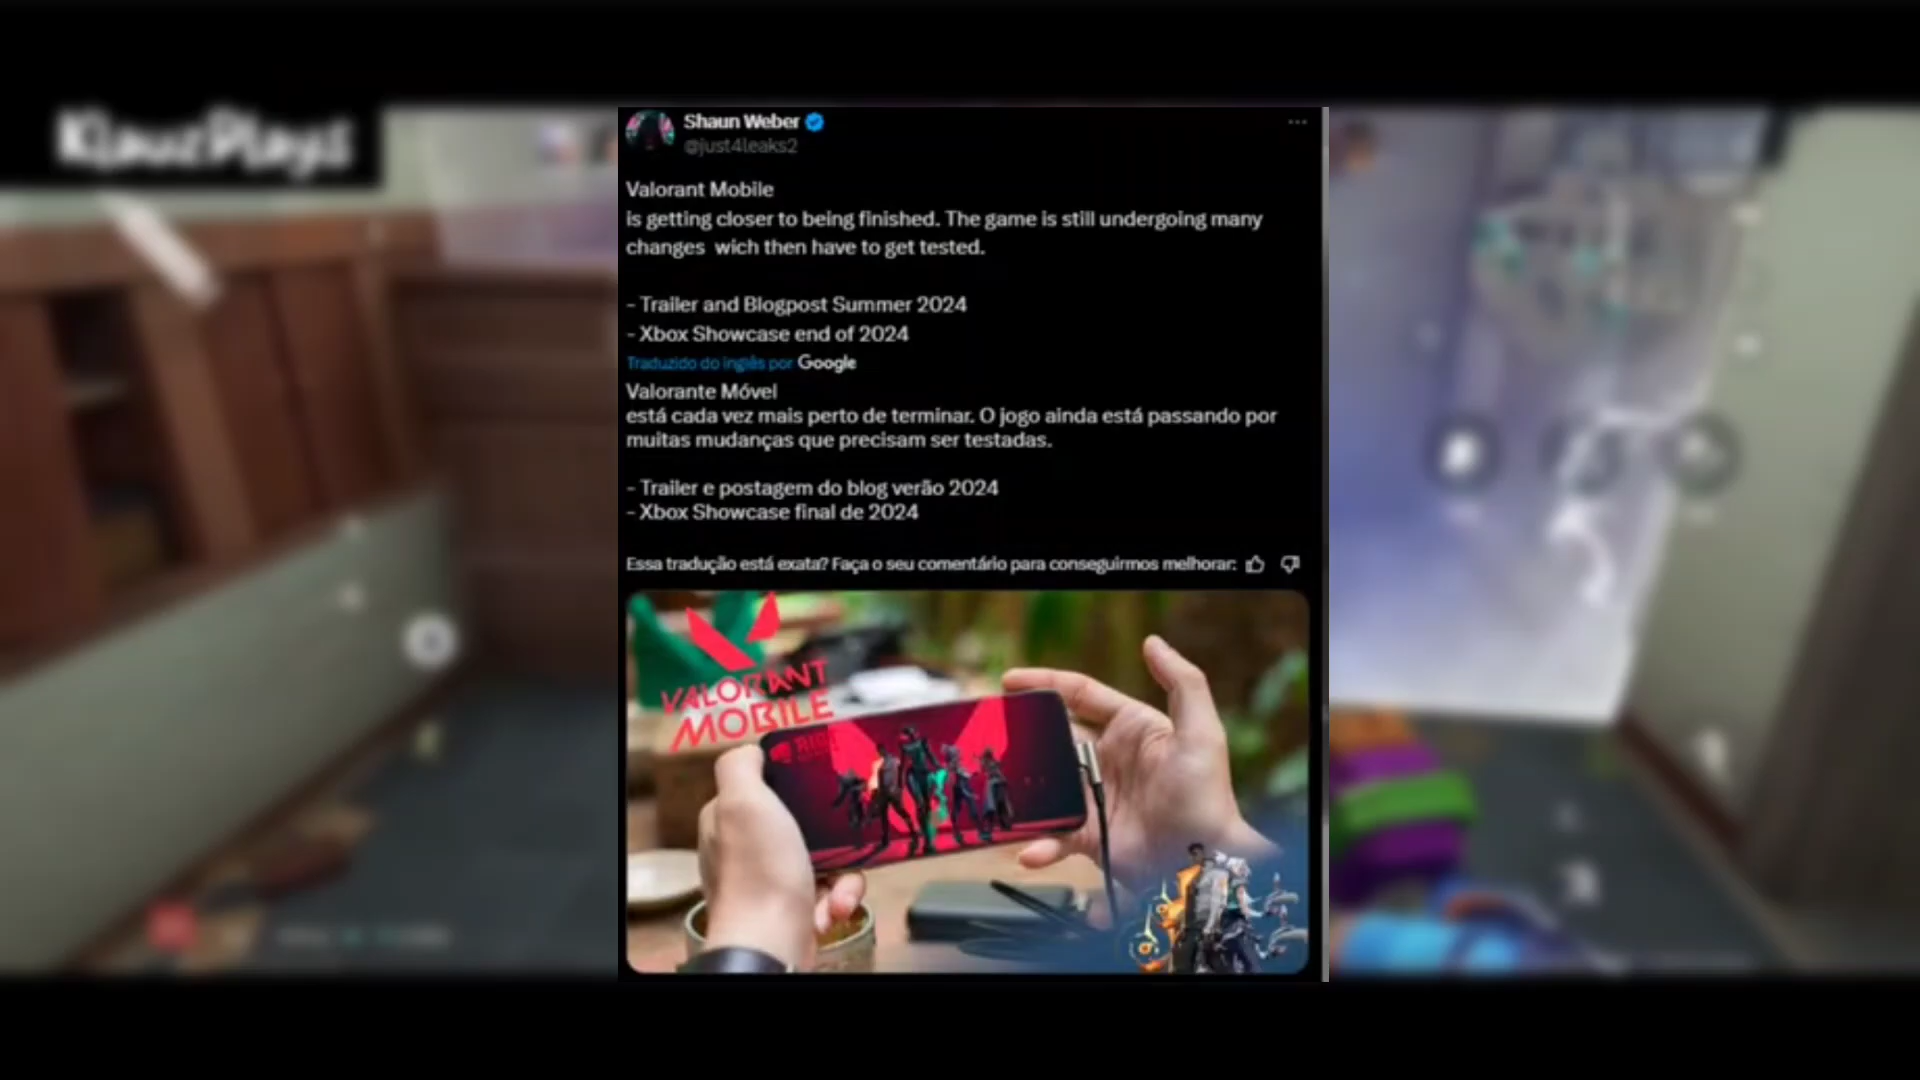 KlauzPlays
Shaun Weber
@just4leaks2
Valorant Mobile
is getting closer to being finished. The game is still undergoing many
changes  wich then have to get tested.
- Trailer and Blogpost Summer 2024
- Xbox Showcase end of 2024
Traduzido do inglês por Google
Valorante Móvel
está cada vez mais perto de terminar. O jogo ainda está passando por
muitas mudanças que precisam ser testadas.
- Trailer e postagem do blog verão 2024
- Xbox Showcase final de 2024
Essa tradução está exata? Faça o seu comentário para conseguirmos melhorar:
VALORANT
MOBILE